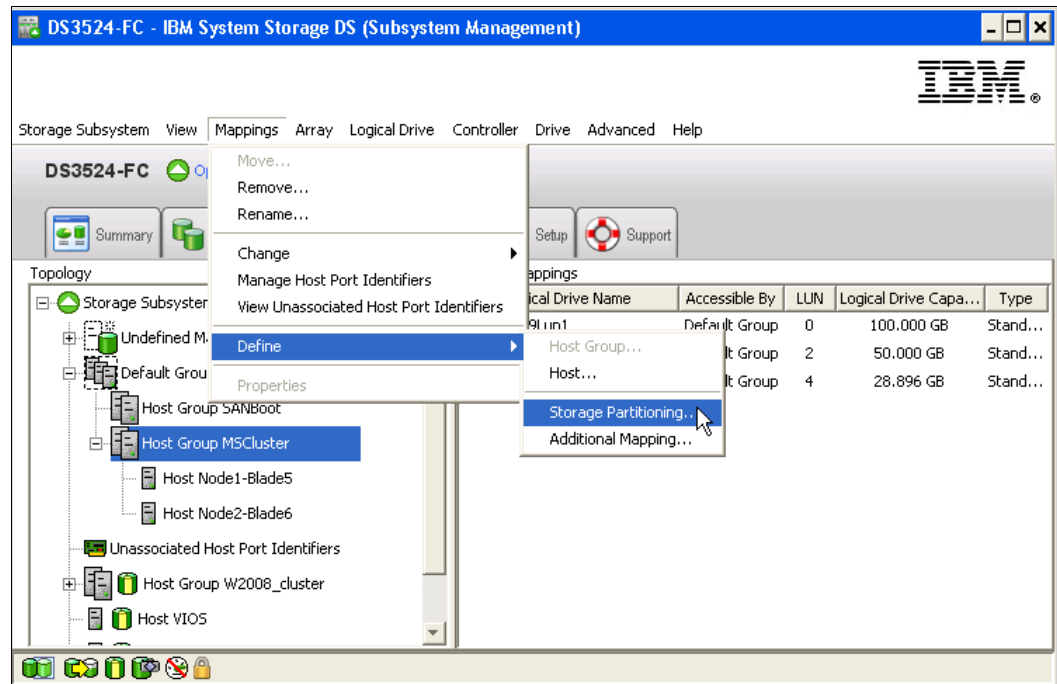 DS3524-FC - IBM System Storage DS (Subsystem Management)
IBM®
Storage Subsystem View Mappings Array Logical Drive Controller Drive Advanced Help
DS3524-FC Op
Move...
Remove...
Rename...
Change
Manage Host Port Identifiers
View Unassociated Host Port Identifiers
Define
Properties
Host Group...
Host...
Storage Partitioning...
Additional Mapping...
Summary
Setup
Support
Topology
Storage Subsyster
Undefined M
Default Grou
Host Group SANBoot
Host Group MSCluster
Host Node1-Blade5
Host Node2-Blade6
Unassociated Host Port Identifiers
Host Group W2008_cluster
Host VIOS
appings
ical Drive Name Accessible By LUN Logical Drive Capa... Type
9Lun1 Default Group 0 100.000 GB Stand...
lt Group 2 50.000 GB Stand...
lt Group 4 28.896 GB Stand...